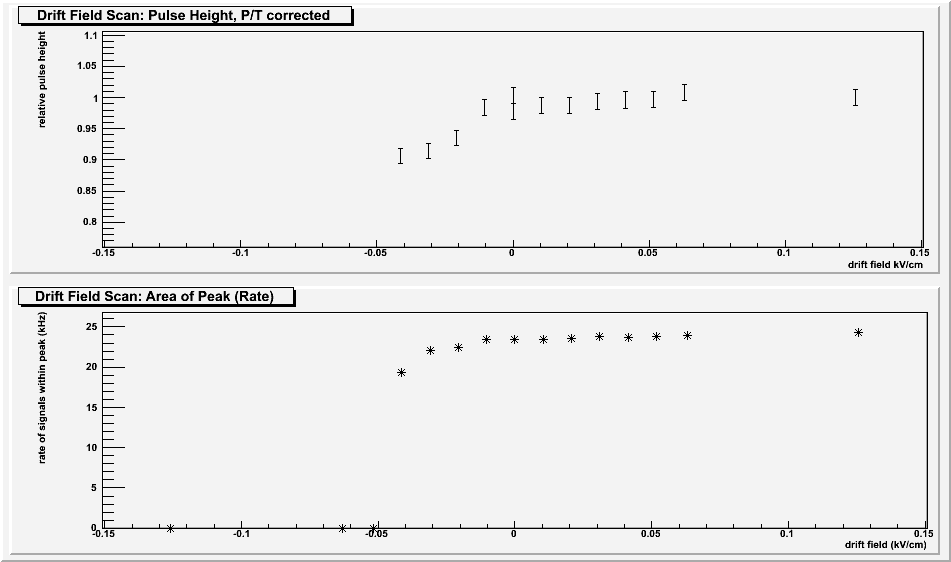 Drift Field Scan: Pulse Height, P/T corrected
relative pulse height
1.1
1.05
1
0.95
0.9
0.85
0.8
-0.15 -0.1 -0.05 0 0.05 0.1 0.15
drift field kV/cm
Drift Field Scan: Area of Peak (Rate)
rate of signals within peak (kHz)
25
20
15
10
5
0
-0.15 -0.1 -0.05 0 0.05 0.1 0.15
drift field (kV/cm)